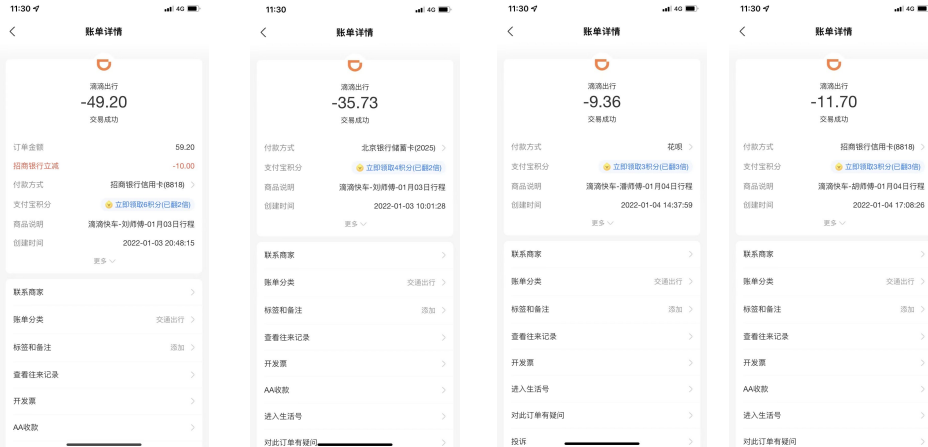 11:30
4G
账单详情
滴滴出行
-49.20
交易成功
订单金额 59.20
招商银行立减 -10.00
付款方式 招商银行信用卡(8818)
支付宝积分 立即领取6积分(已翻2倍)
商品说明 滴滴快车-刘师傅-01月03日行程
创建时间 2022-01-03 20:48:15
更多
联系商家
账单分类 交通出行
标签和备注 添加
查看往来记录
开发票
AA收款
11:30
4G
账单详情
滴滴出行
-35.73
交易成功
付款方式 北京银行储蓄卡(2025)
支付宝积分 立即领取4积分(已翻2倍)
商品说明 滴滴快车-刘师傅-01月03日行程
创建时间 2022-01-03 10:01:28
更多
联系商家
账单分类 交通出行
标签和备注 添加
查看往来记录
开发票
AA收款
进入生活号
对此订单有疑问
11:30
4G
账单详情
滴滴出行
-9.36
交易成功
付款方式 花呗
支付宝积分 立即领取3积分(已翻3倍)
商品说明 滴滴快车-潘师傅-01月04日行程
创建时间 2022-01-04 14:37:59
更多
联系商家
账单分类 交通出行
标签和备注 添加
查看往来记录
开发票
进入生活号
对此订单有疑问
投诉
11:30
4G
账单详情
滴滴出行
-11.70
交易成功
付款方式 招商银行信用卡(8818)
支付宝积分 立即领取3积分(已翻3倍)
商品说明 滴滴快车-胡师傅-01月04日行程
创建时间 2022-01-04 17:08:26
更多
联系商家
账单分类 交通出行
标签和备注 添加
查看往来记录
开发票
AA收款
进入生活号
对此订单有疑问